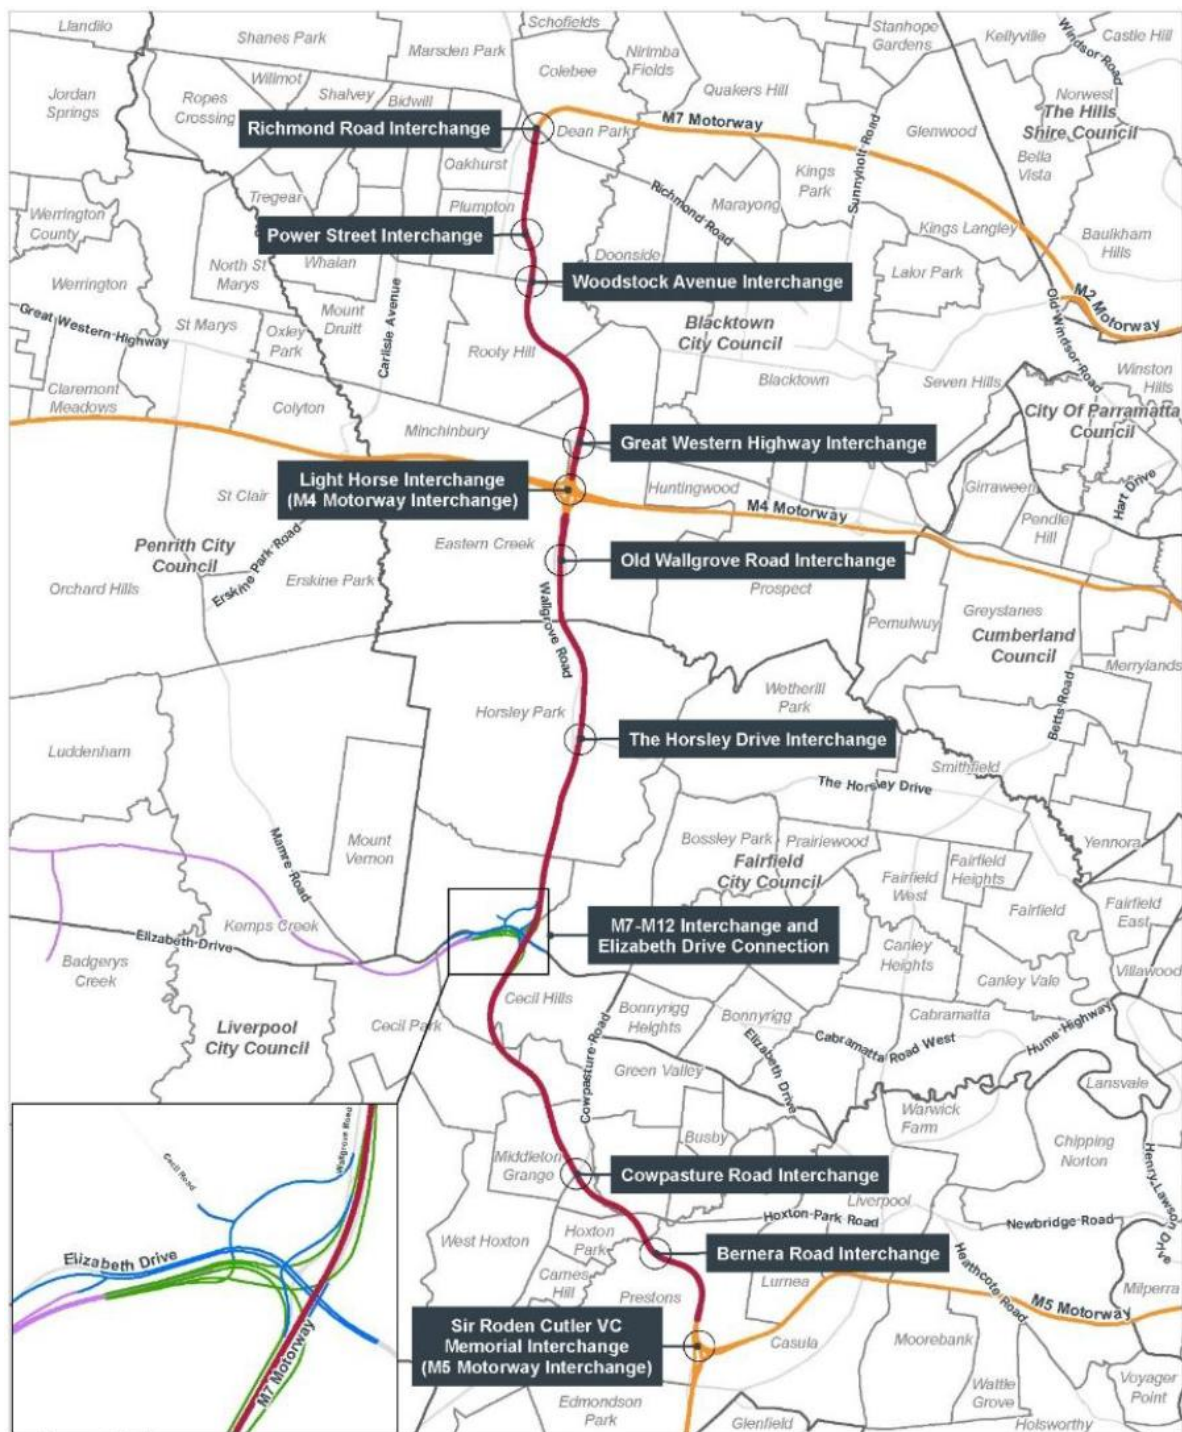 Llandilo
Shanes Park
Marsden Park
Schofields
Colebee
Nirimba
Fields
Stanhope
Gardens
Kellyville
Windsor Road
Castle Hill
Jordan
Springs
Ropes
Crossing
Wilmot
Shalvey
Bidwill
Quakers Hill
Norwest
The Hills
Shire Council
Richmond Road Interchange
Dean Park
M7 Motorway
Sunnyholt Road
Glenwood
Bella
Vista
Oakhurst
Kings
Park
Tregear
Plumpton
Richmond Road
Marayong
Werrington
County
Power Street Interchange
Kings Langley
Baulkham
Hills
Whalan
Doonside
North St
Marys
Woodstock Avenue Interchange
Lalor Park
Werrington
M2 Motorway
Old Windsor Road
Great Western Highway
St Marys
Oxley
Park
Mount
Druitt
Carlisle Avenue
Rooty Hill
Blacktown
City Council
Blacktown
Seven Hills
Winston
Hills
Claremont
Meadows
Colyton
Minchinbury
City Of Parramatta
Council
Great Western Highway Interchange
Light Horse Interchange
(M4 Motorway Interchange)
Huntingwood
M4 Motorway
Girraween
Pendle
Hill
Hart Drive
St Clair
Penrith City
Council
Erskine Park Road
Eastern Creek
Old Wallgrove Road Interchange
Orchard Hills
Erskine Park
Wallgrove Road
Prospect
Pemulwuy
Greystanes
Cumberland
Council
Merrylands
Betts Road
Horsley Park
Wetherill
Park
The Horsley Drive Interchange
Luddenham
Smithfield
The Horsley Drive
Mount
Vernon
Mamre Road
Bossley Park
Prairiewood
Fairfield
City Council
Yennora
Fairfield
Heights
Fairfield
West
Fairfield
Fairfield
East
Kemps Creek
M7-M12 Interchange and
Elizabeth Drive Connection
Elizabeth Drive
Badgerys
Creek
Canley
Heights
Canley Vale
Villawood
Cecil Hills
Bonnyrigg
Heights
Bonnyrigg
Cabramatta
Liverpool
City Council
Cecil Park
Cowpasture Road
Elizabeth Drive
Cabramatta Road West
Hume Highway
Green Valley
Lansvale
Warwick
Farm
Busby
Chipping
Norton
Middleton
Grange
Cowpasture Road Interchange
Liverpool
Henry Lawson Drive
West Hoxton
Hoxton
Park
Hoxton Park Road
Newbridge Road
Bernera Road Interchange
Carnes
Hill
Prestons
Lurnea
Heathcote Road
M5 Motorway
Milperra
Sir Roden Cutler VC
Memorial Interchange
(M5 Motorway Interchange)
Casula
Moorebank
Wattle
Grove
Voyager
Point
Edmondson
Park
Glenfield
Holsworthy
Cecil Road
Wallgrove Road
Elizabeth Drive
M7 Motorway